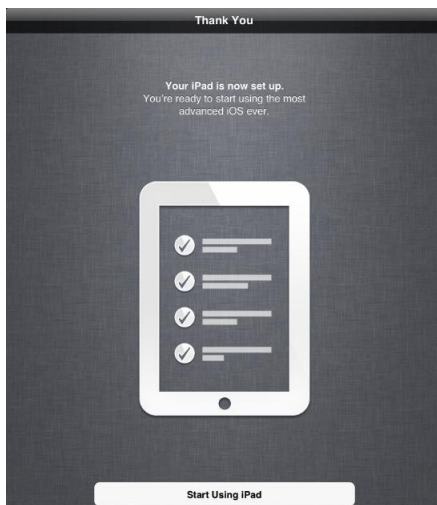 Thank You
Your iPad is now set up.
You're ready to start using the most
advanced iOS ever.
Start Using iPad